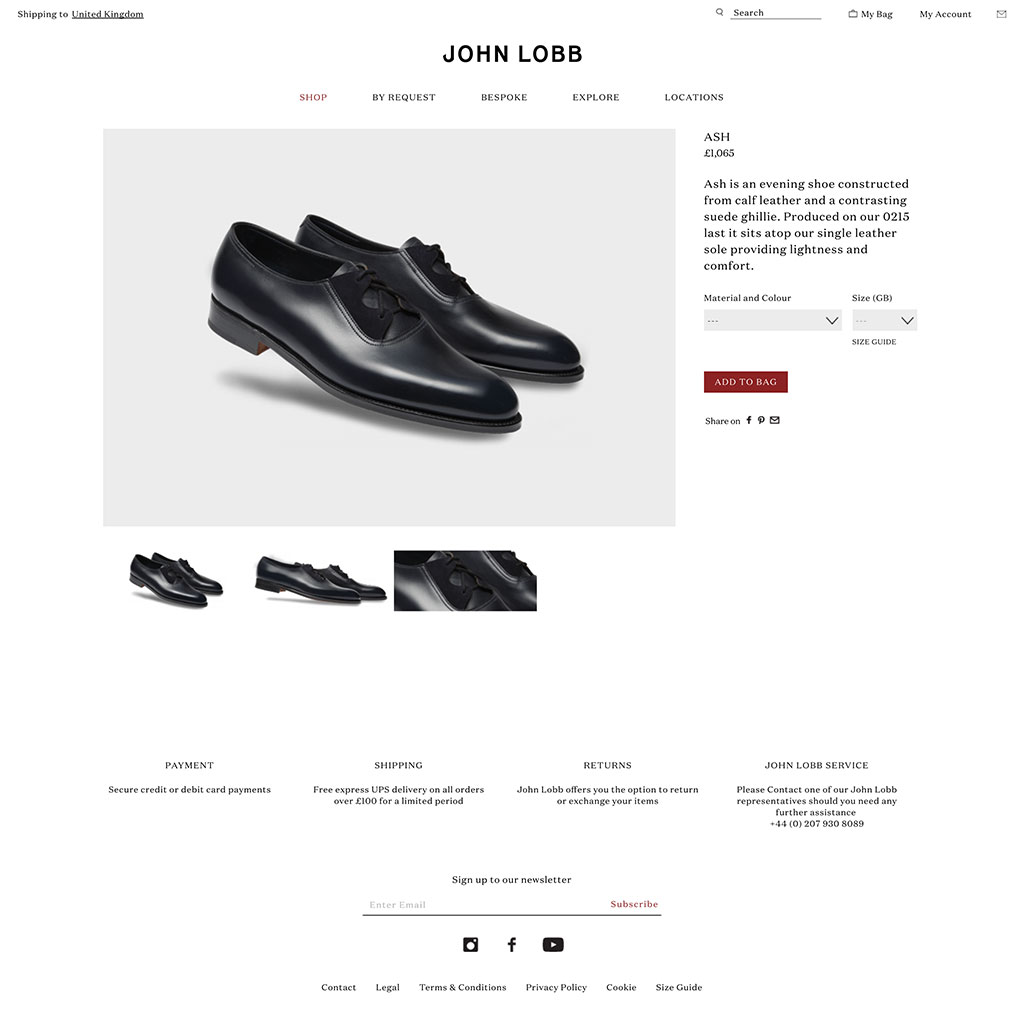 Shipping to United Kingdom
Search
My Bag
My Account
JOHN LOBB
SHOP
BY REQUEST
BESPOKE
EXPLORE
LOCATIONS
ASH
£1,065
Ash is an evening shoe constructed
from calf leather and a contrasting
suede ghillie. Produced on our 0215
last it sits atop our single leather
sole providing lightness and
comfort.
Material and Colour
Size (GB)
---
---
SIZE GUIDE
ADD TO BAG
Share on
PAYMENT
Secure credit or debit card payments
SHIPPING
Free express UPS delivery on all orders
over £100 for a limited period
RETURNS
John Lobb offers you the option to return
or exchange your items
JOHN LOBB SERVICE
Please Contact one of our John Lobb
representatives should you need any
further assistance
+44 (0) 207 930 8089
Sign up to our newsletter
Enter Email
Subscribe
Contact
Legal
Terms & Conditions
Privacy Policy
Cookie
Size Guide